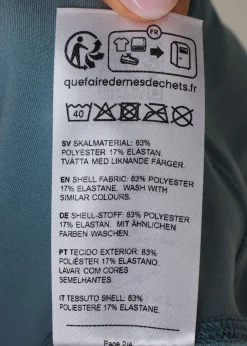 FR
quefairedemesdechets.fr
40
SV SKALMATERIAL: 83%
POLYESTER 17% ELASTAN.
TVÄTTA MED LIKNANDE FÄRGER.
EN SHELL FABRIC: 83% POLYESTER
17% ELASTANE. WASH WITH
SIMILAR COLOURS.
DE SHELL-STOFF: 83% POLYESTER
17% ELASTAN. MIT ÄHNLICHEN
FARBEN WASCHEN.
PT TECIDO EXTERIOR: 83%
POLIÉSTER 17% ELASTANO.
LAVAR COM CORES
SEMELHANTES.
IT TESSUTO SHELL: 83%
POLIESTERE 17% ELASTANE.
Page 2/4